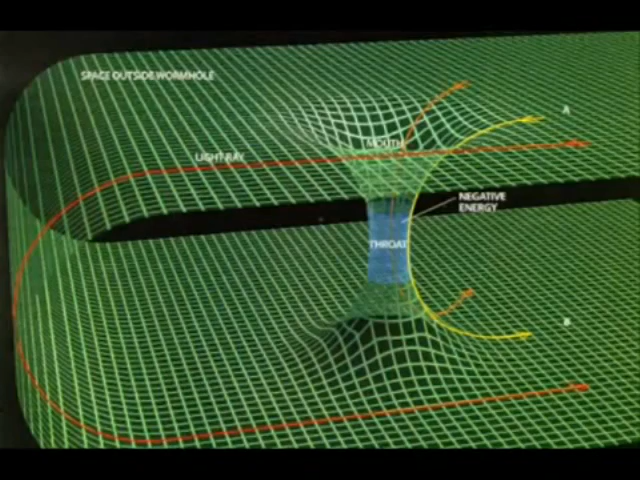 SPACE OUTSIDE WORMHOLE
A
MOUTH
LIGHT RAY
NEGATIVE
ENERGY
THROAT
B